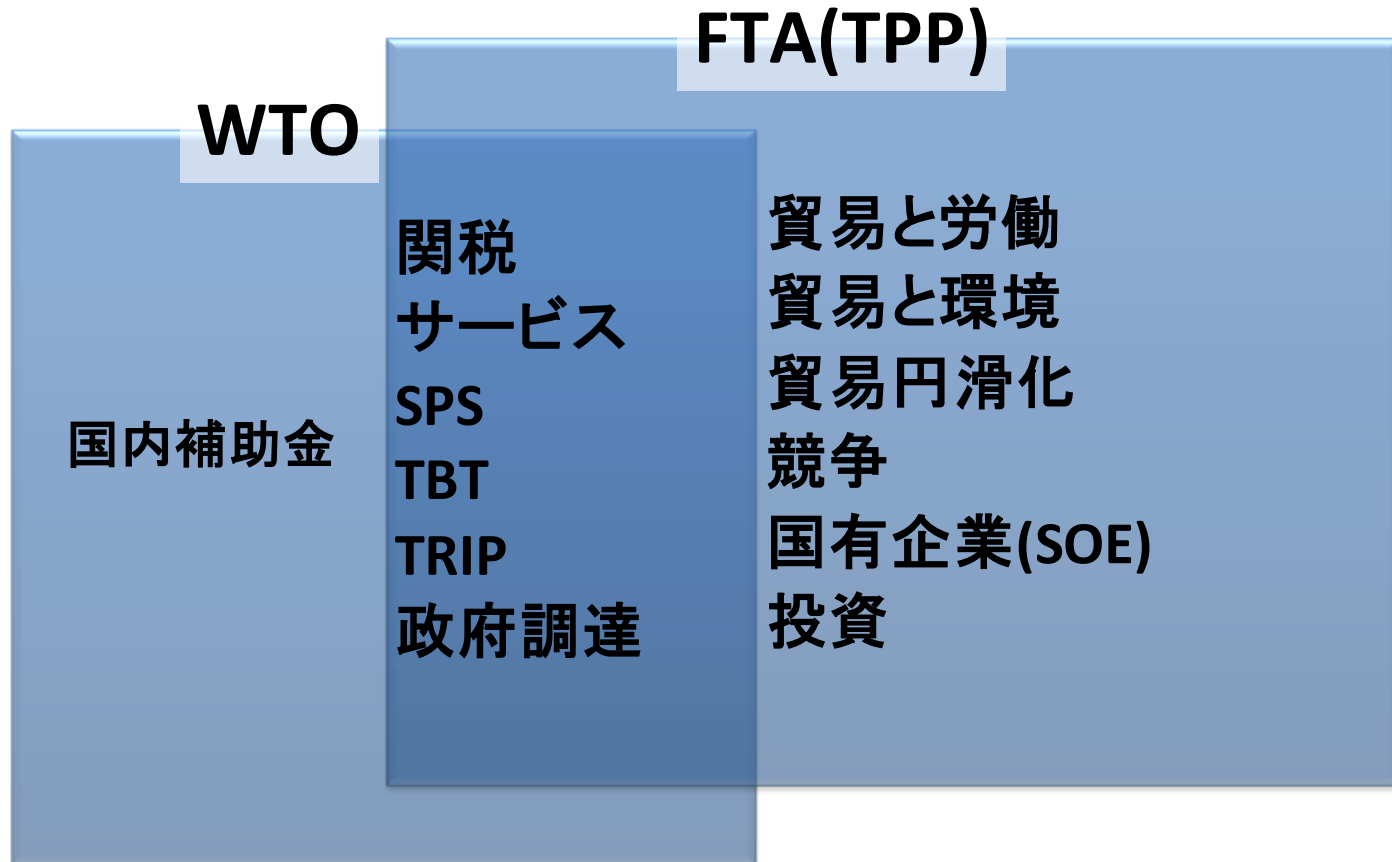 FTA(TPP)
WTO
国内補助金
関税
サービス
SPS
TBT
TRIP
政府調達
貿易と労働
貿易と環境
貿易円滑化
競争
国有企業(SOE)
投資